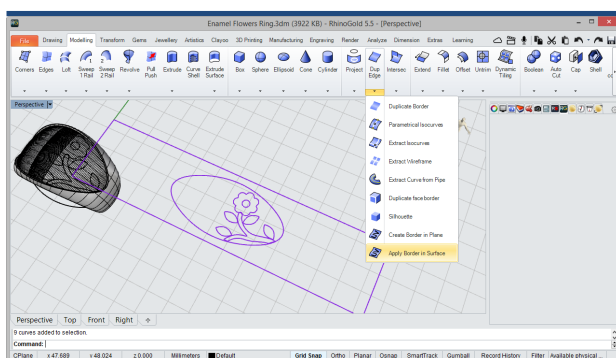 Enamel Flowers Ring.3dm (3922 KB) - RhinoGold 5.5 - [Perspective]
File Drawing Modelling Transform Gems Jewellery Artistics Clayoo 3D Printing Manufacturing Engraving Render Analyze Dimension Extras Learning
Corners Edges Loft Sweep 1 Rail Sweep 2 Rail Revolve Pull Push Extrude Curve Shell Extrude Surface Box Sphere Ellipsoid Cone Cylinder Project Dup Edge Intersec Extend Fillet Offset Untrim Dynamic Tiling Boolean Auto Cut Cap Shell
Perspective
Duplicate Border
Parametrical Isocurves
Extract Isocurves
Extract Wireframe
Extract Curve from Pipe
Duplicate face border
Silhouette
Create Border in Plane
Apply Border in Surface
Perspective Top Front Right
9 curves added to selection.
Command:
CPlane x 47.689 y 48.024 z 0.000 Millimeters Default Grid Snap Ortho Planar Osnap SmartTrack Gumball Record History Filter Available physical...